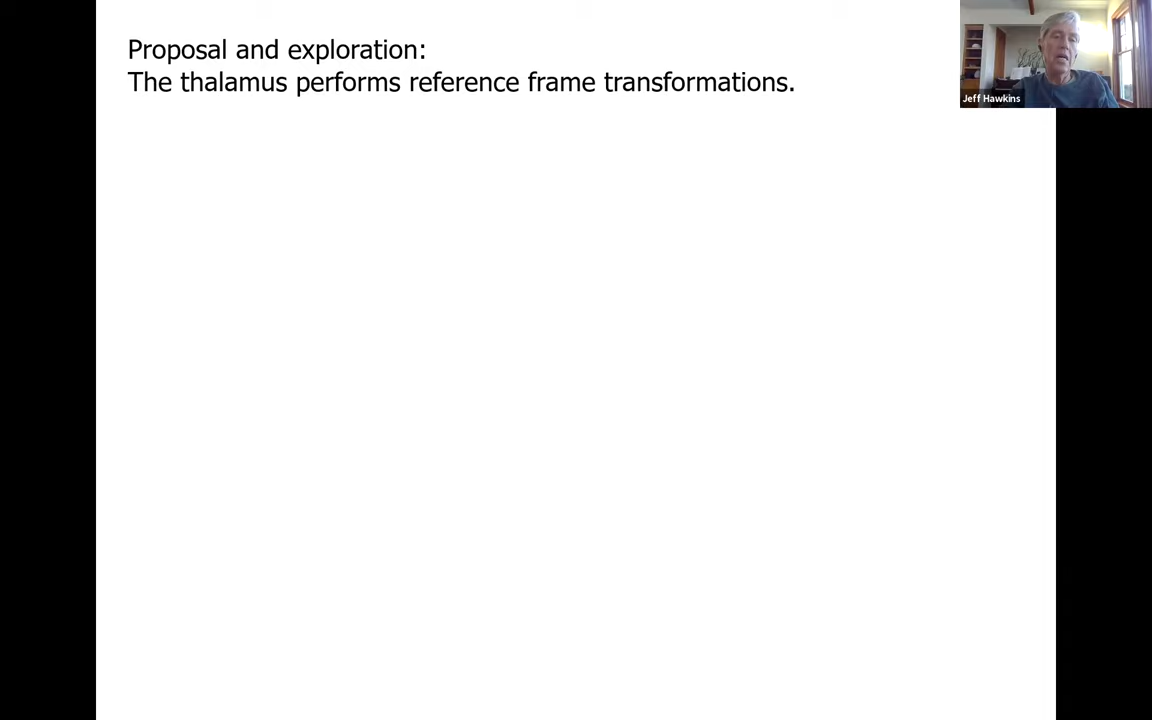 Proposal and exploration:
The thalamus performs reference frame transformations.
Jeff Hawkins